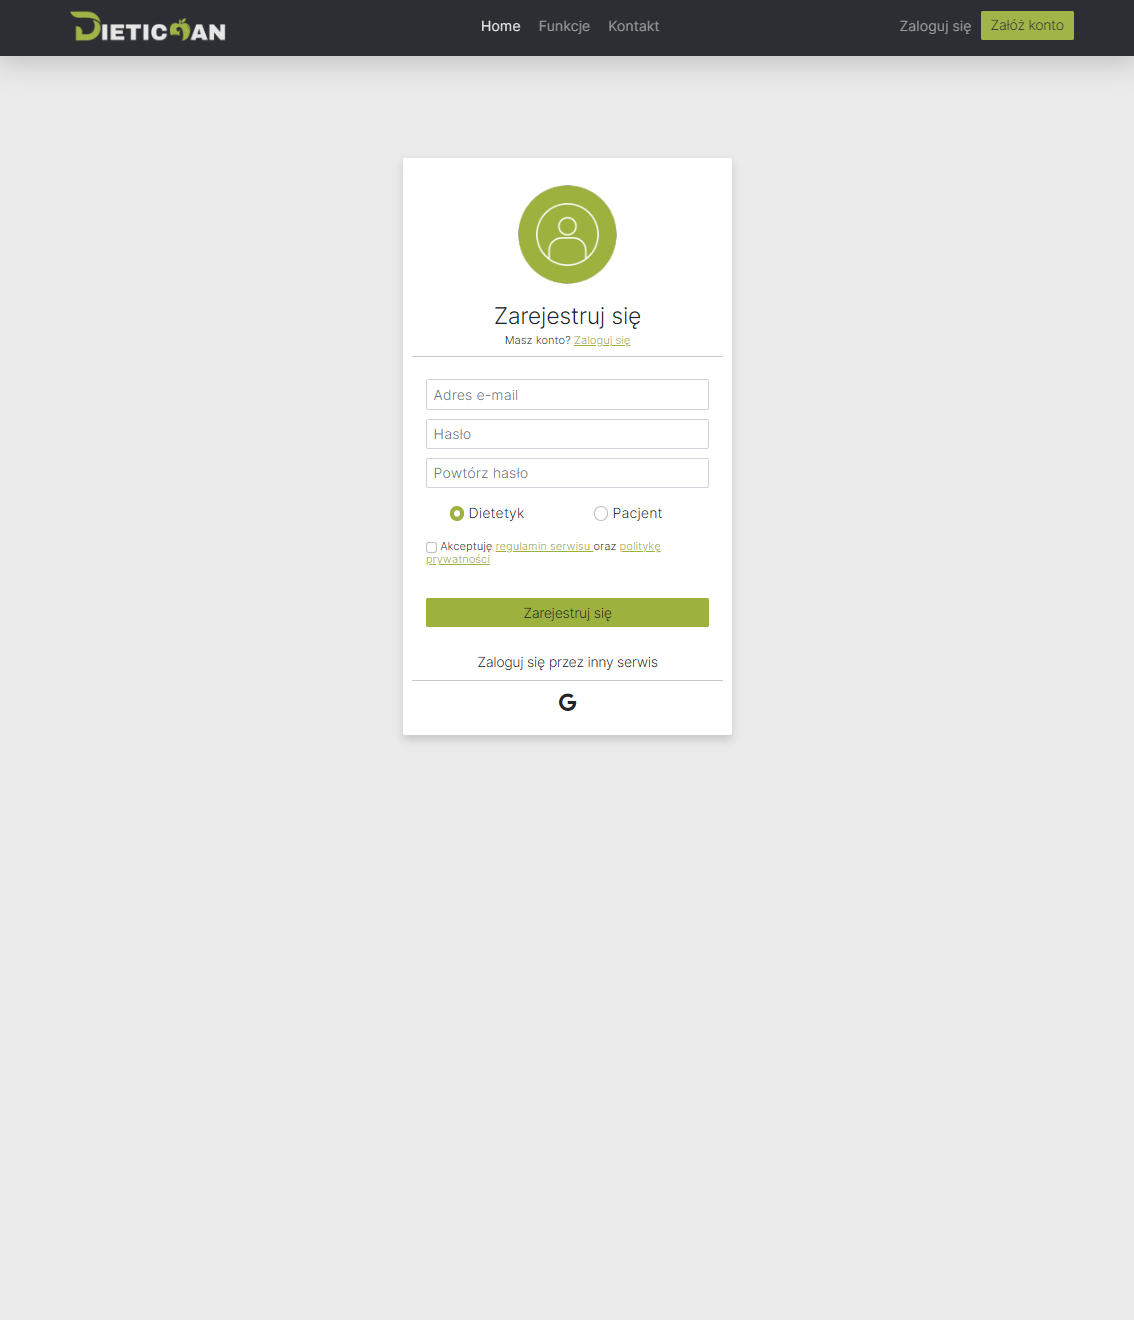 DIETICOAN
Home Funkcje Kontakt
Zaloguj się Załóż konto
Zarejestruj się
Masz konto? Zaloguj się
Adres e-mail
Hasło
Powtórz hasło
Dietetyk Pacjent
Akceptuję regulamin serwisu oraz politykę
prywatności
Zarejestruj się
Zaloguj się przez inny serwis
G